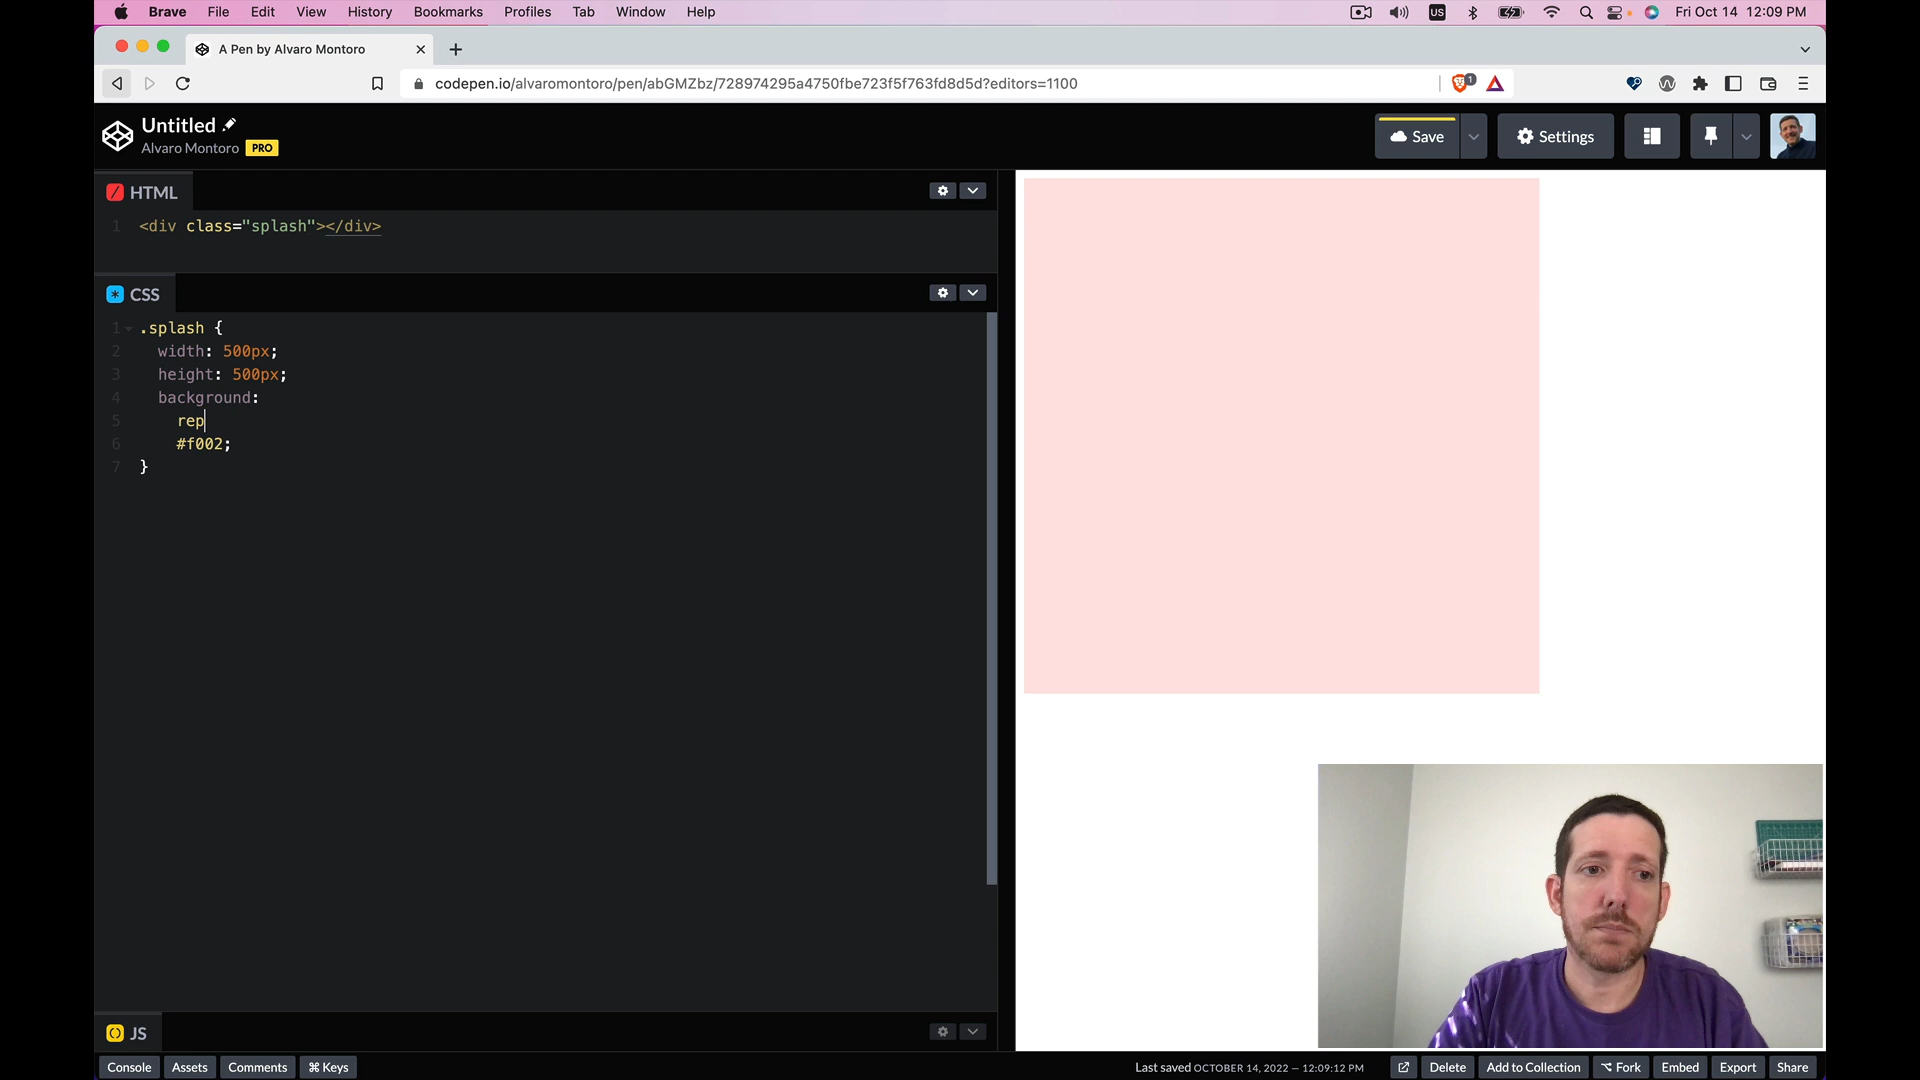 Brave File Edit View History Bookmarks Profiles Tab Window Help US Fri Oct 14 12:09 PM
A Pen by Alvaro Montoro
codepen.io/alvaromontoro/pen/abGMZbz/728974295a4750fbe723f5f763fd8d5d?editors=1100 1
Untitled
Alvaro Montoro PRO
Save Settings
HTML
1 <div class="splash"></div>
CSS
1 .splash {
2 width: 500px;
3 height: 500px;
4 background:
5 rep
6 #f002;
7 }
JS
Console Assets Comments ⌘ Keys Last saved OCTOBER 14, 2022 — 12:09:12 PM Delete Add to Collection ⌥ Fork Embed Export Share